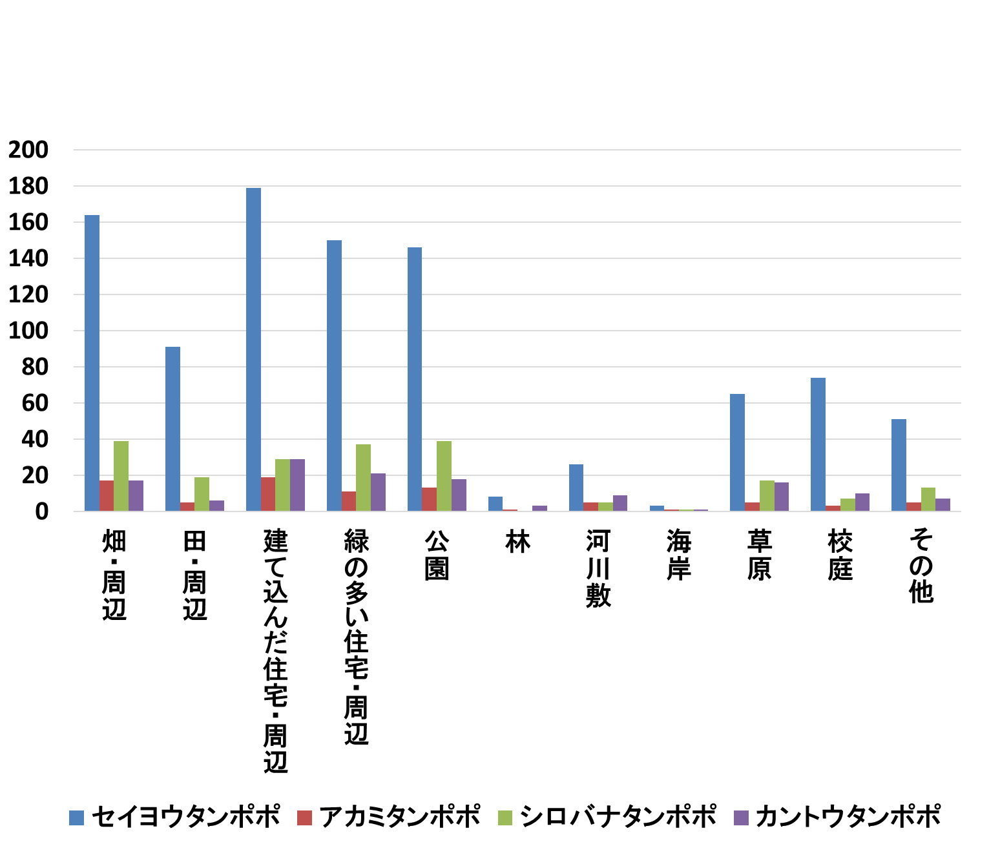 200
180
160
140
120
100
80
60
40
20
0
畑・周辺
田・周辺
建て込んだ住宅・周辺
緑の多い住宅・周辺
公園
林
河川敷
海岸
草原
校庭
その他
セイヨウタンポポ
アカミタンポポ
シロバナタンポポ
カントウタンポポ